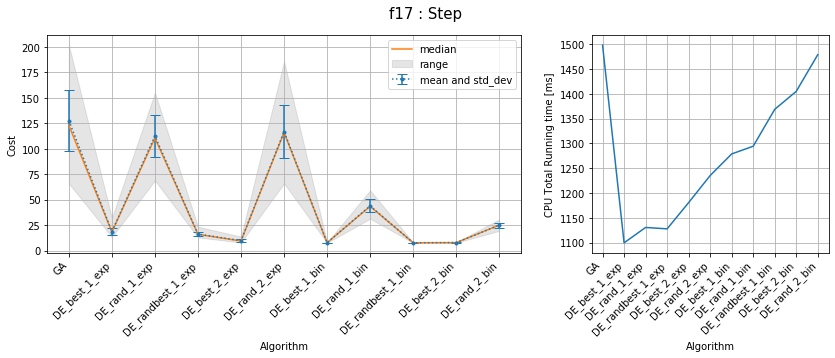 f17 : Step
200
175
150
125
100
75
50
25
0
Cost
median
range
mean and std_dev
GA
DE_best_1_exp
DE_rand_1_exp
DE_randbest_1_exp
DE_best_2_exp
DE_rand_2_exp
DE_best_1_bin
DE_rand_1_bin
DE_randbest_1_bin
DE_best_2_bin
DE_rand_2_bin
Algorithm
1500
1450
1400
1350
1300
1250
1200
1150
1100
CPU Total Running time [ms]
GA
DE_best_1_exp
DE_rand_1_exp
DE_randbest_1_exp
DE_best_2_exp
DE_rand_2_exp
DE_best_1_bin
DE_rand_1_bin
DE_randbest_1_bin
DE_best_2_bin
DE_rand_2_bin
Algorithm